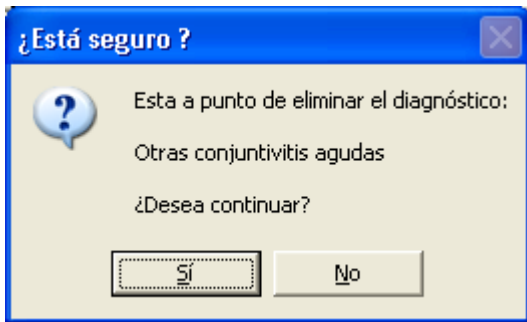 ¿Está seguro ?
Esta a punto de eliminar el diagnóstico:
Otras conjuntivitis agudas
¿Desea continuar?
Sí
No